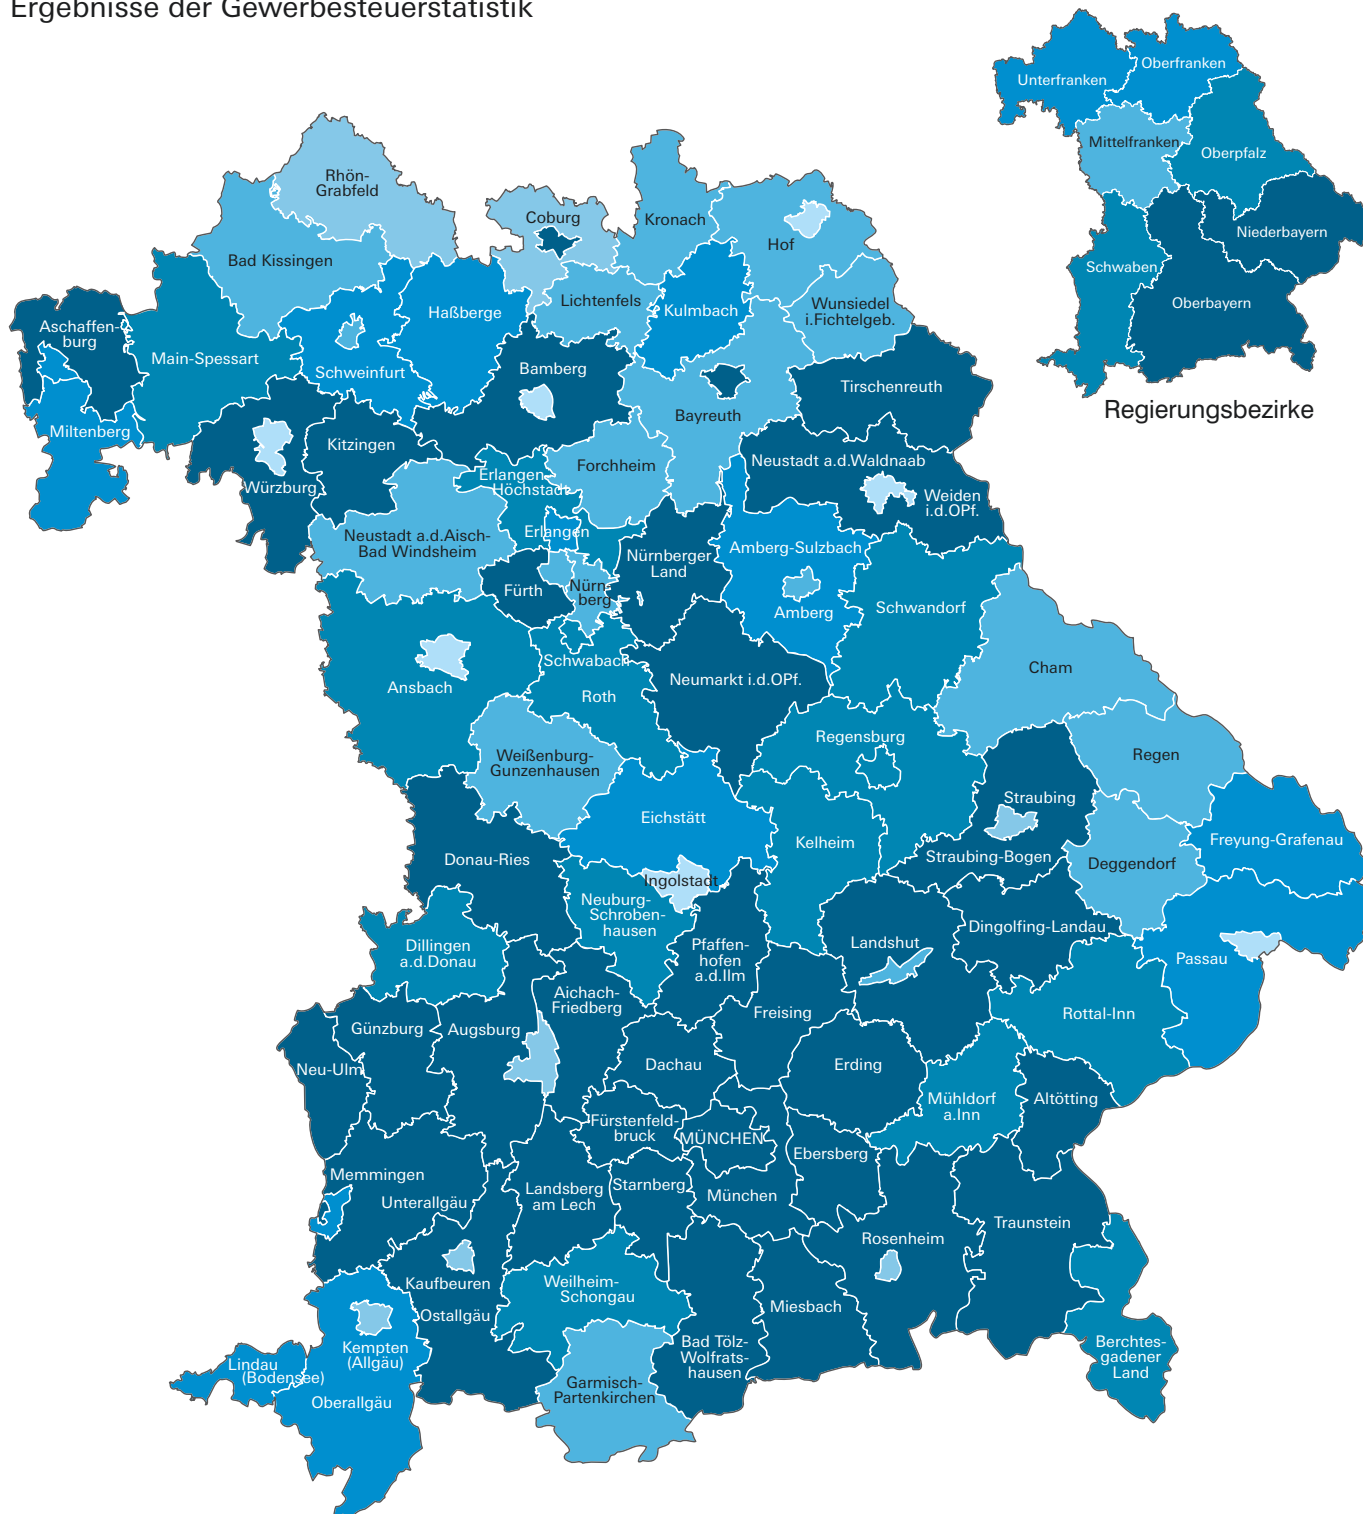 Ergebnisse der Gewerbesteuerstatistik
Unterfranken
Oberfranken
Mittelfranken
Oberpfalz
Niederbayern
Schwaben
Oberbayern
Regierungsbezirke
Rhön-
Grabfeld
Coburg
Kronach
Hof
Bad Kissingen
Lichtenfels
Wunsiedel
i.Fichtelgeb.
Haßberge
Kulmbach
Aschaffen-
burg
Main-Spessart
Schweinfurt
Bamberg
Tirschenreuth
Bayreuth
Miltenberg
Kitzingen
Forchheim
Neustadt a.d.Waldnaab
Würzburg
Erlangen-
Höchstadt
Weiden
i.d.OPf.
Neustadt a.d.Aisch-
Bad Windsheim
Erlangen
Nürnberger
Land
Amberg-Sulzbach
Fürth
Nürn-
berg
Amberg
Schwandorf
Schwabach
Ansbach
Roth
Neumarkt i.d.OPf.
Cham
Regensburg
Weißenburg-
Gunzenhausen
Regen
Straubing
Eichstätt
Kelheim
Freyung-Grafenau
Donau-Ries
Straubing-Bogen
Deggendorf
Ingolstadt
Neuburg-
Schroben-
hausen
Dingolfing-Landau
Dillingen
a.d.Donau
Pfaffen-
hofen
a.d.Ilm
Landshut
Passau
Aichach-
Friedberg
Freising
Rottal-Inn
Günzburg
Augsburg
Neu-Ulm
Dachau
Erding
Mühldorf
a.Inn
Altötting
Fürstenfeld-
bruck
MÜNCHEN
Ebersberg
Memmingen
Unterallgäu
Landsberg
am Lech
Starnberg
München
Traunstein
Rosenheim
Kaufbeuren
Weilheim-
Schongau
Ostallgäu
Miesbach
Kempten
(Allgäu)
Bad Tölz-
Wolfrats-
hausen
Berchtes-
gadener
Land
Lindau
(Bodensee)
Oberallgäu
Garmisch-
Partenkirchen